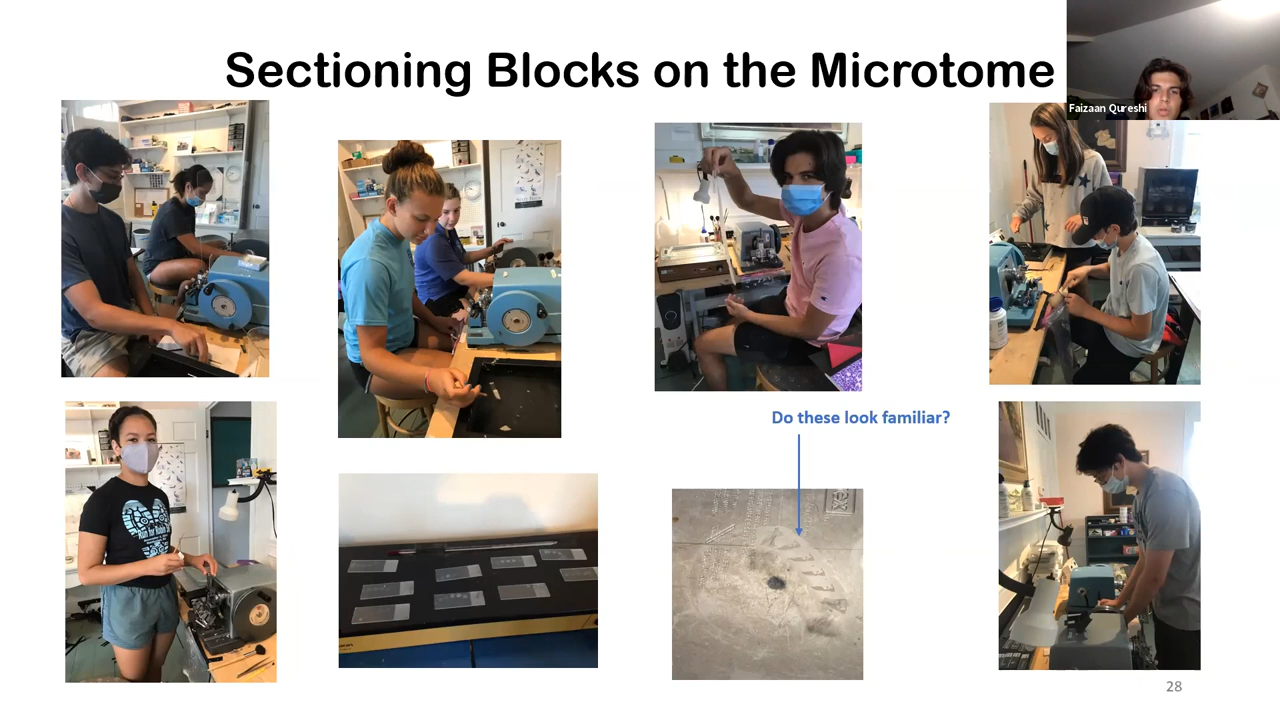 Sectioning Blocks on the Microtome
Faizaan Qureshi
Do these look familiar?
28